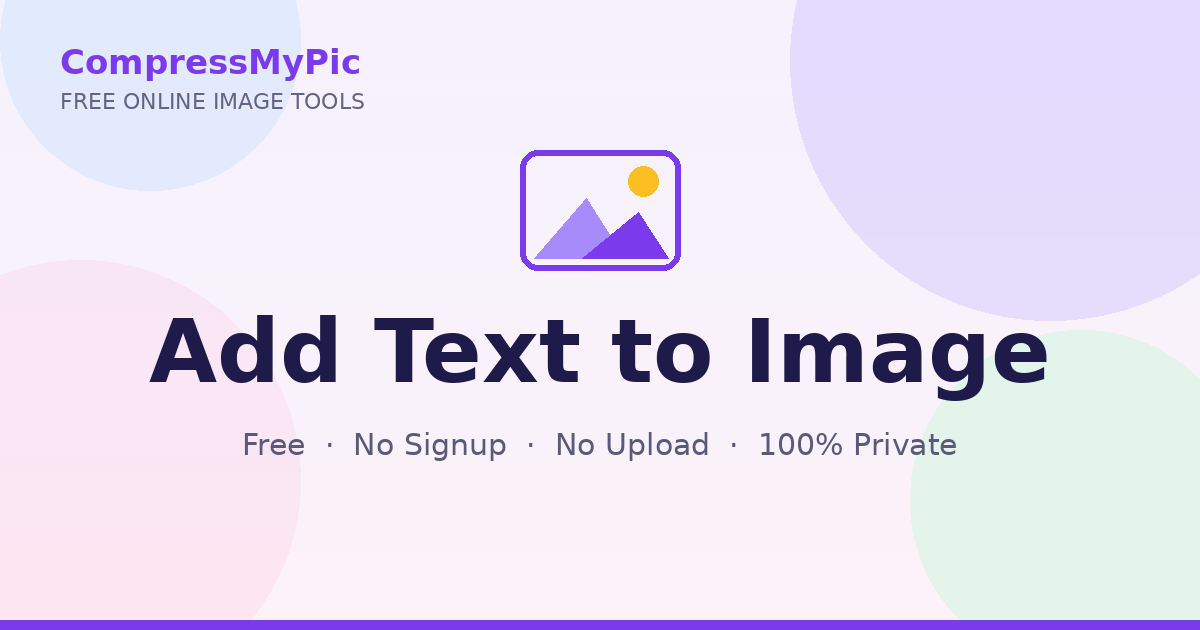 CompressMyPic
FREE ONLINE IMAGE TOOLS
Add Text to Image
Free · No Signup · No Upload · 100% Private